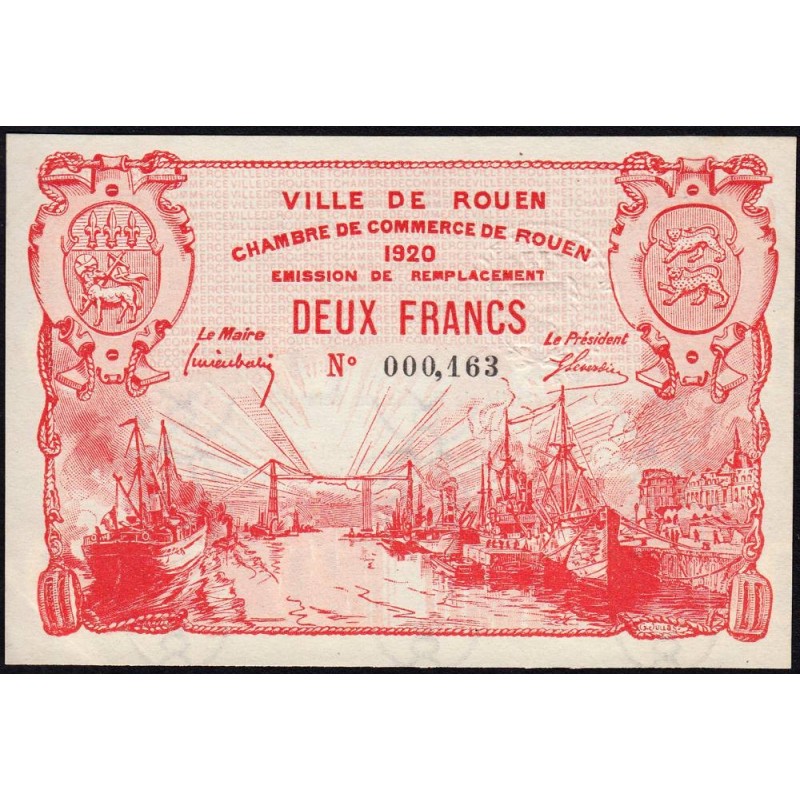 VILLE DE ROUEN
CHAMBRE DE COMMERCE DE ROUEN
1920
EMISSION DE REMPLACEMENT
DEUX FRANCS
Le Maire
Le Président
N° 000,163